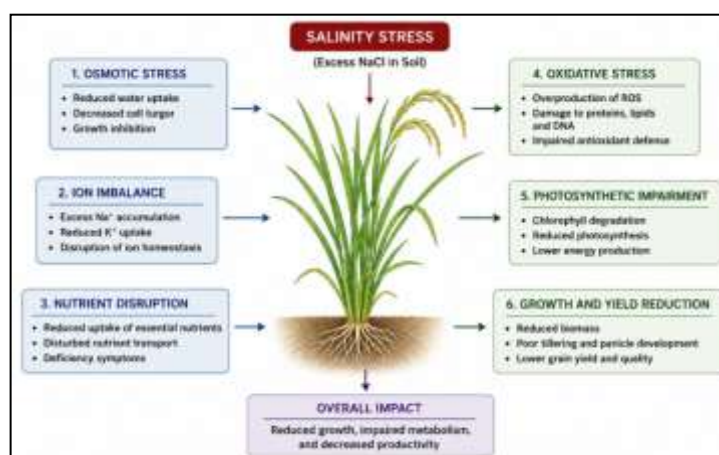 SALINITY STRESS
(Excess NaCl in Soil)
1. OSMOTIC STRESS
• Reduced water uptake
• Decreased cell turgor
• Growth inhibition
2. ION IMBALANCE
• Excess Na⁺ accumulation
• Reduced K⁺ uptake
• Disruption of ion homeostasis
3. NUTRIENT DISRUPTION
• Reduced uptake of essential nutrients
• Disturbed nutrient transport
• Deficiency symptoms
4. OXIDATIVE STRESS
• Overproduction of ROS
• Damage to proteins, lipids
and DNA
• Impaired antioxidant defense
5. PHOTOSYNTHETIC IMPAIRMENT
• Chlorophyll degradation
• Reduced photosynthesis
• Lower energy production
6. GROWTH AND YIELD REDUCTION
• Reduced biomass
• Poor tillering and panicle development
• Lower grain yield and quality
OVERALL IMPACT
Reduced growth, impaired metabolism,
and decreased productivity